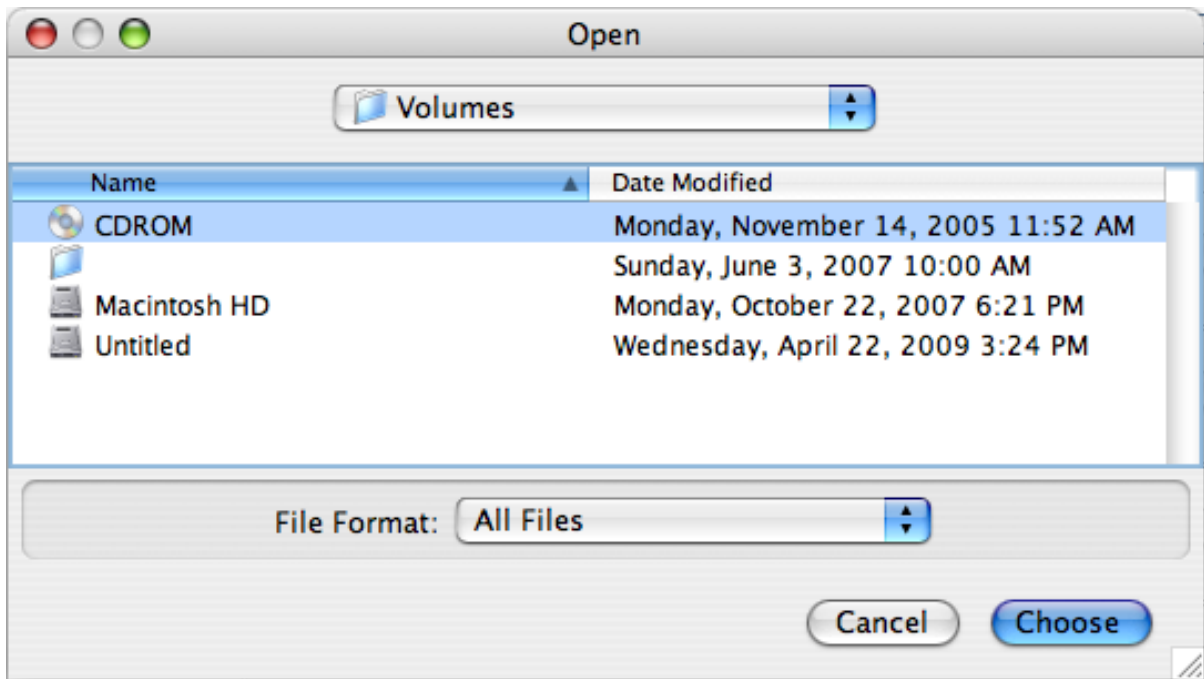 Open
Volumes
Name Date Modified
CDROM Monday, November 14, 2005 11:52 AM
Sunday, June 3, 2007 10:00 AM
Macintosh HD Monday, October 22, 2007 6:21 PM
Untitled Wednesday, April 22, 2009 3:24 PM
File Format: All Files
Cancel Choose